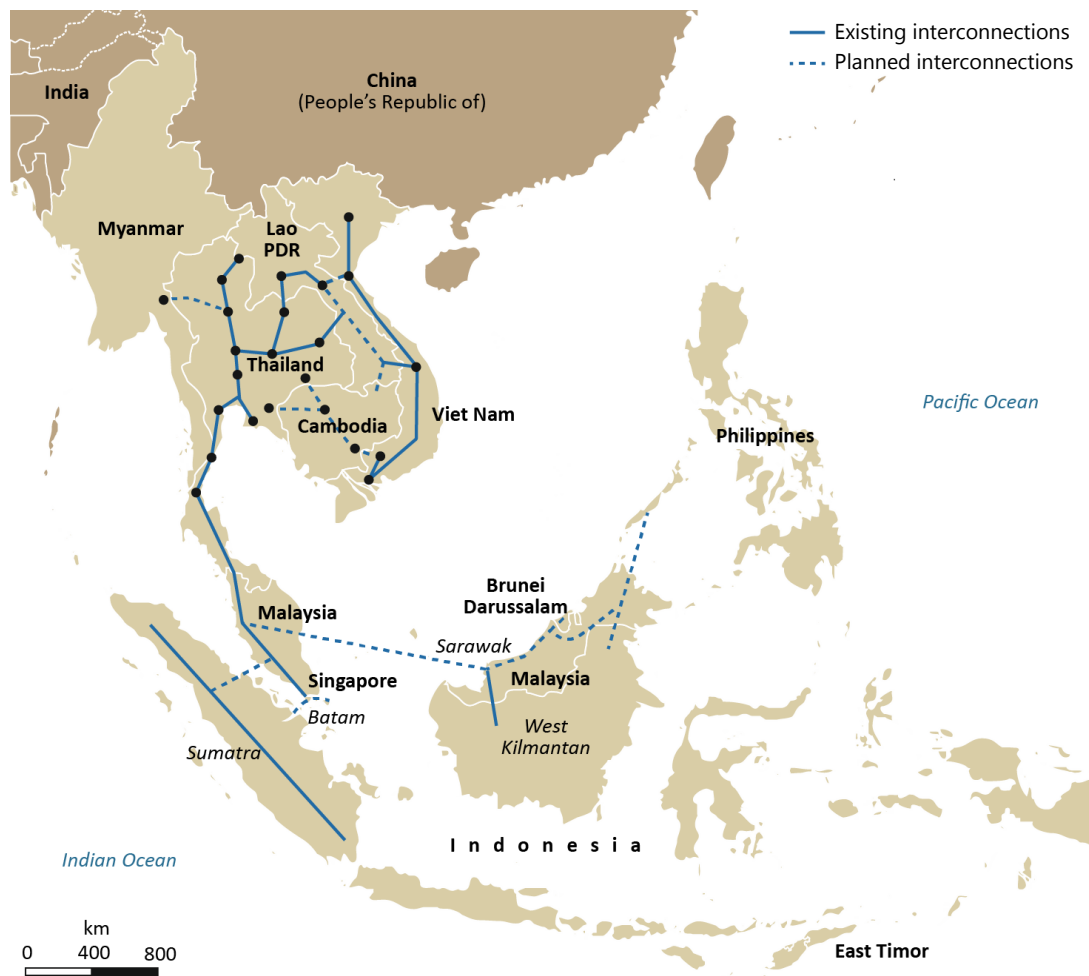 Existing interconnections
Planned interconnections
China
(People's Republic of)
India
Myanmar
Lao
PDR
Thailand
Cambodia
Viet Nam
Pacific Ocean
Philippines
Brunei
Darussalam
Malaysia
Sarawak
Malaysia
Singapore
Batam
West
Kilmantan
Sumatra
Indonesia
Indian Ocean
East Timor
km
0 400 800